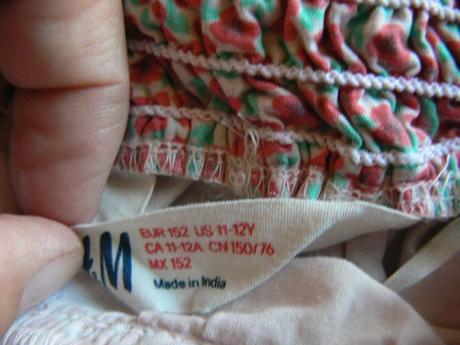 EUR 152 US 11-12Y
CA 11-12A CN 150/76
MX 152
Made in India